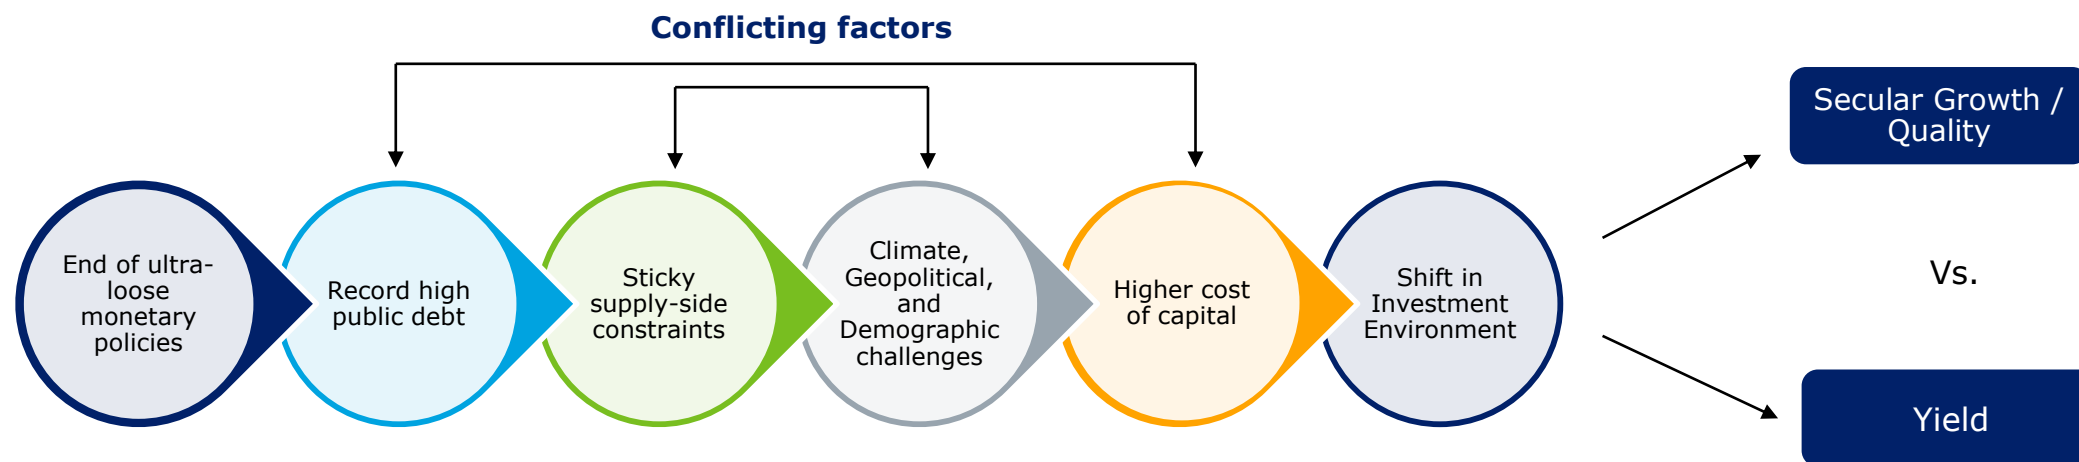 Conflicting factors
End of ultra-
loose
monetary
policies
Record high
public debt
Sticky
supply-side
constraints
Climate,
Geopolitical,
and
Demographic
challenges
Higher cost
of capital
Shift in
Investment
Environment
Secular Growth /
Quality
Vs.
Yield